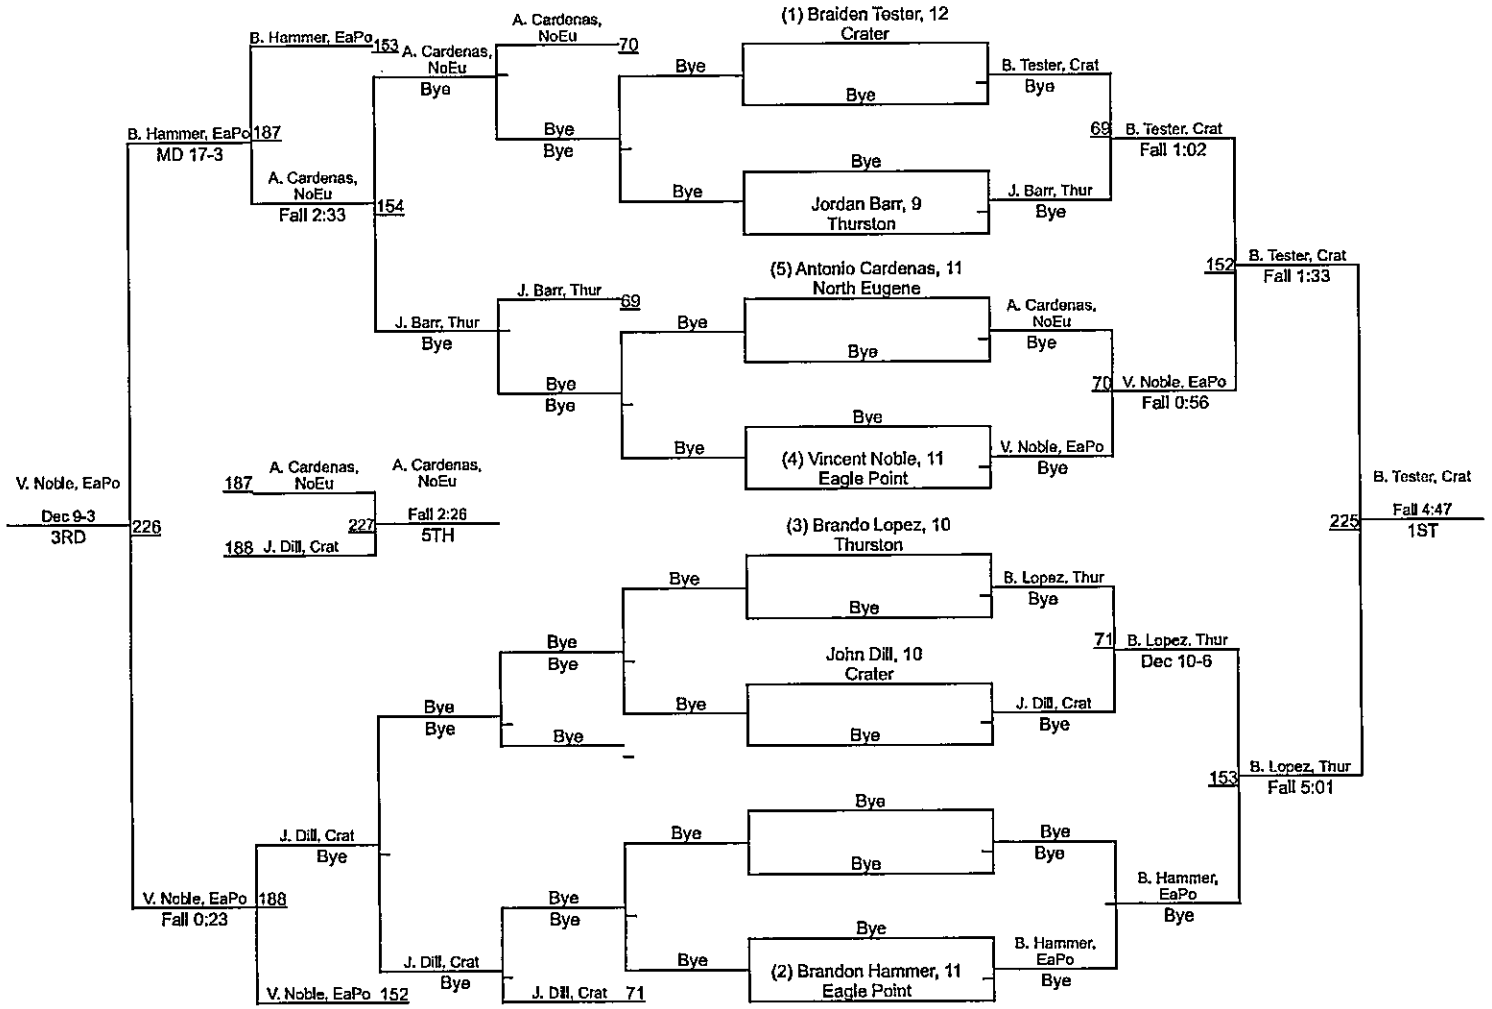 A. Cardenas,
NoEu
70
B. Hammer, EaPo
153
A. Cardenas,
NoEu
Bye
(1) Braiden Tester, 12
Crater
Bye
Bye
B. Tester, Crat
Bye
B. Hammer, EaPo
187
MD 17-3
Bye
Bye
69
B. Tester, Crat
Fall 1:02
A. Cardenas,
NoEu
Fall 2:33
154
Bye
Bye
Jordan Barr, 9
Thurston
J. Barr, Thur
Bye
J. Barr, Thur
69
(5) Antonio Cardenas, 11
North Eugene
152
B. Tester, Crat
Fall 1:33
J. Barr, Thur
Bye
Bye
Bye
A. Cardenas,
NoEu
Bye
Bye
Bye
70
V. Noble, EaPo
Fall 0:56
Bye
Bye
(4) Vincent Noble, 11
Eagle Point
V. Noble, EaPo
Bye
V. Noble, EaPo
Dec 9-3
3RD
226
187
A. Cardenas,
NoEu
227
188
J. Dill, Crat
A. Cardenas,
NoEu
Fall 2:26
5TH
B. Tester, Crat
225
Fall 4:47
1ST
(3) Brando Lopez, 10
Thurston
Bye
Bye
B. Lopez, Thur
Bye
Bye
Bye
71
B. Lopez, Thur
Dec 10-6
John Dill, 10
Crater
Bye
Bye
J. Dill, Crat
Bye
Bye
Bye
Bye
153
B. Lopez, Thur
Fall 5:01
J. Dill, Crat
Bye
Bye
Bye
Bye
Bye
Bye
V. Noble, EaPo
188
Fall 0:23
Bye
Bye
B. Hammer,
EaPo
Bye
J. Dill, Crat
Bye
Bye
Bye
(2) Brandon Hammer, 11
Eagle Point
B. Hammer,
EaPo
Bye
V. Noble, EaPo
152
J. Dill, Crat
71